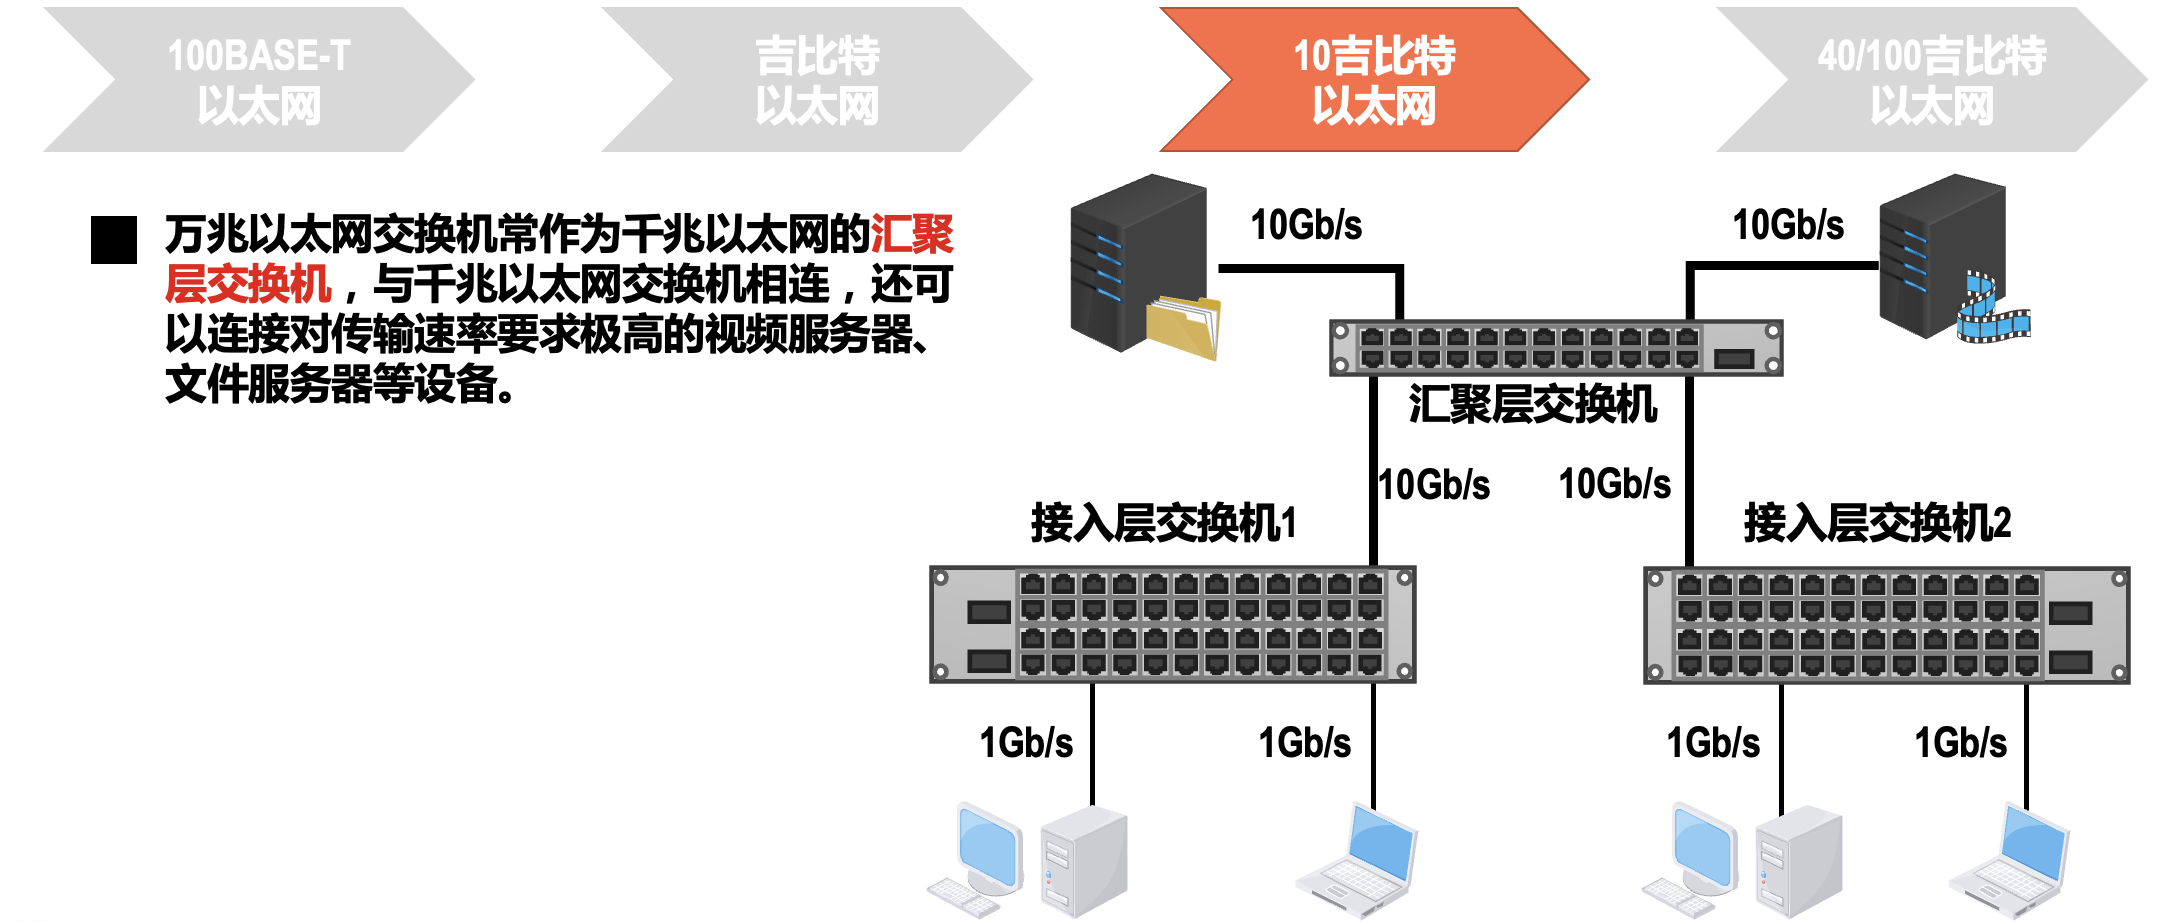 100BASE-T
以太网
吉比特
以太网
10吉比特
以太网
40/100吉比特
以太网
万兆以太网交换机常作为千兆以太网的汇聚
层交换机，与千兆以太网交换机相连，还可
以连接对传输速率要求极高的视频服务器、
文件服务器等设备。
10Gb/s
10Gb/s
汇聚层交换机
10Gb/s
10Gb/s
接入层交换机1
接入层交换机2
1Gb/s
1Gb/s
1Gb/s
1Gb/s